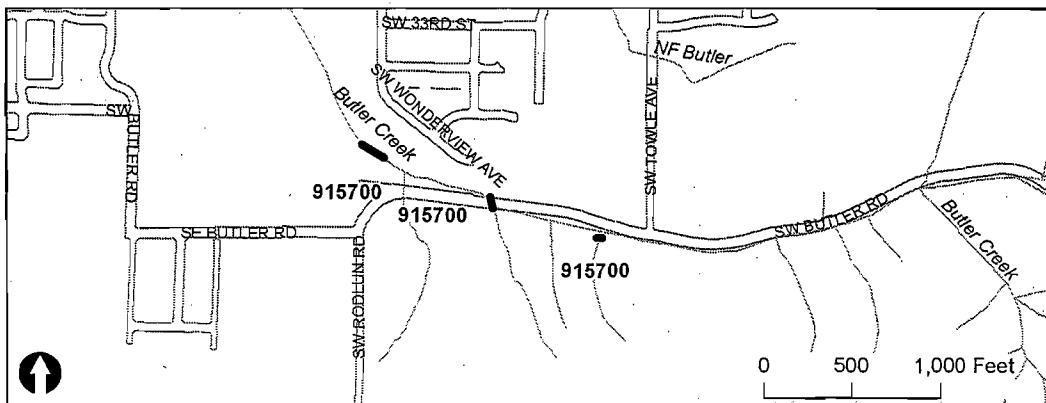 SW 33RD ST
NF Butler
SW WONDERVIEW AVE
Butler Creek
SW BUTLER RD
SW TOWLE AVE
915700
915700
SE BUTLER RD
SW BUTLER RD
Butler Creek
915700
SW RODLUN RD
0 500 1,000 Feet